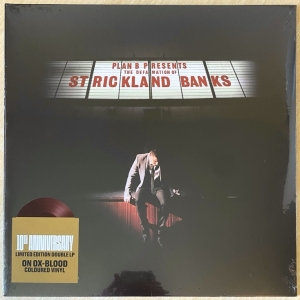 PLAN B PRESENTS
THE DEFAMATION OF
STRICKLAND BANKS
10TH ANNIVERSARY
LIMITED EDITION DOUBLE LP
ON OX-BLOOD
COLOURED VINYL